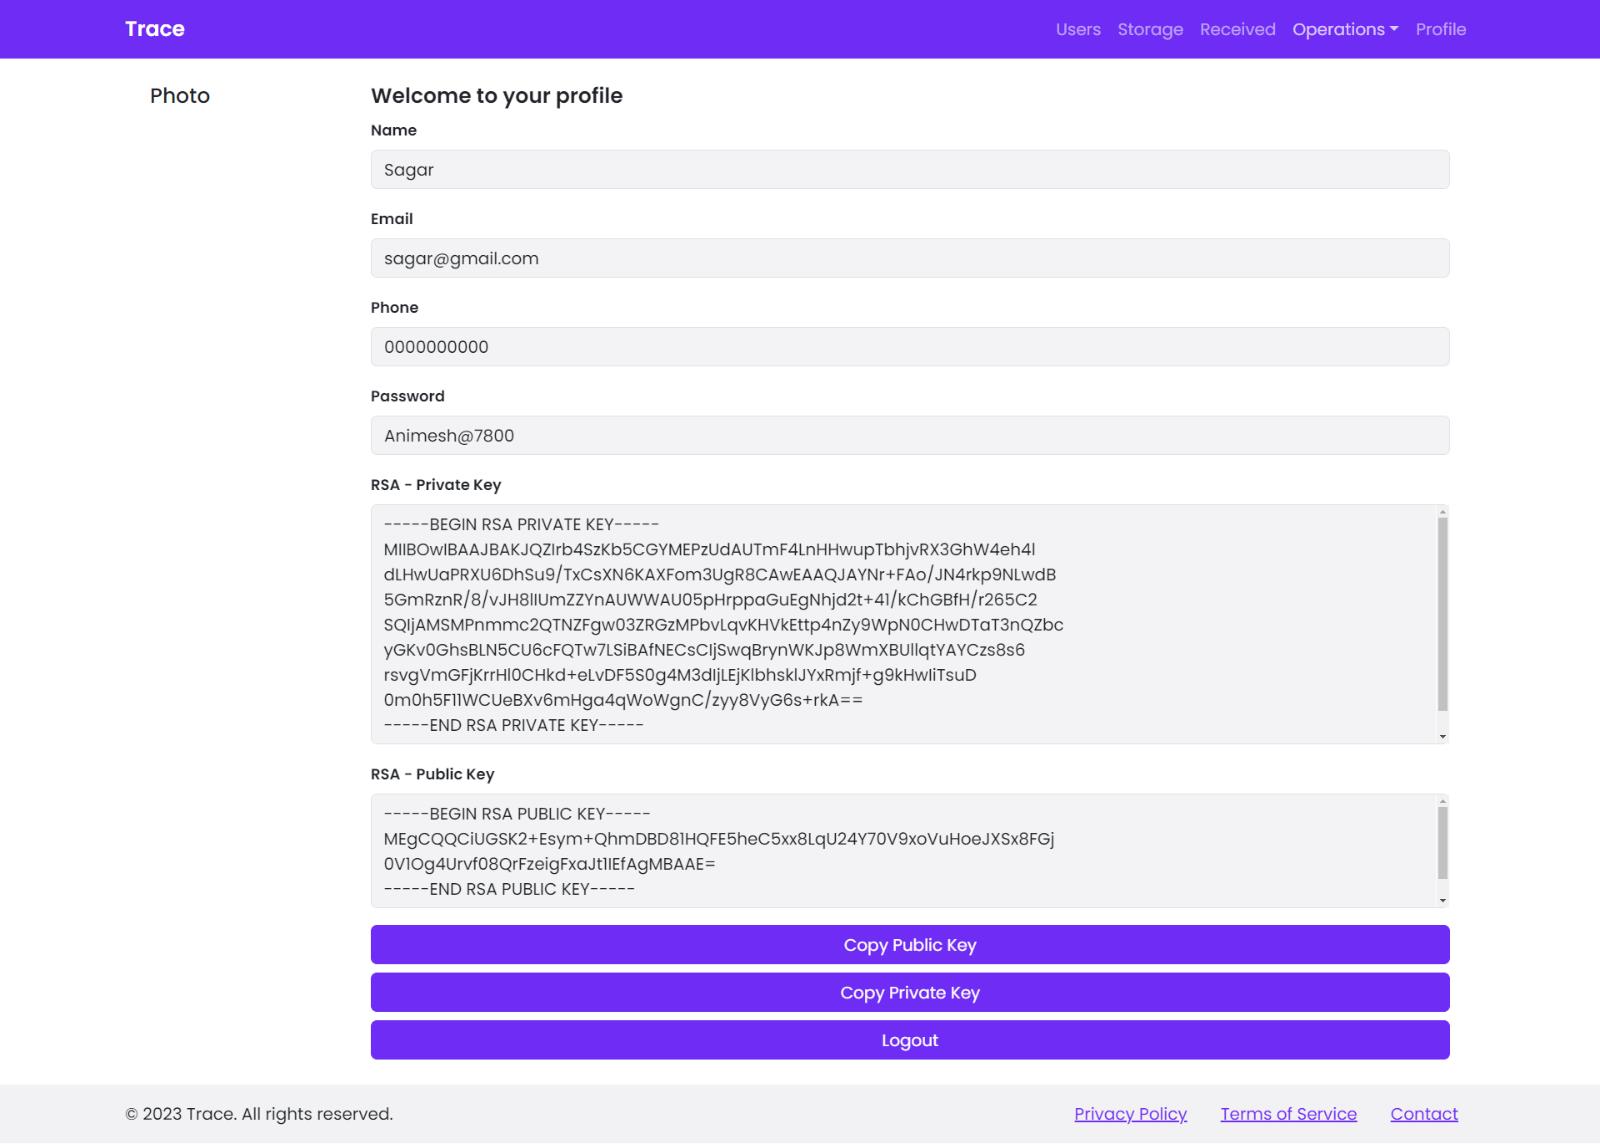 Trace
Users Storage Received Operations Profile
Photo
Welcome to your profile
Name
Sagar
Email
sagar@gmail.com
Phone
0000000000
Password
Animesh@7800
RSA - Private Key
-----BEGIN RSA PRIVATE KEY-----
MIIBOwIBAAJBAKJQZIrb4SzKb5CGYMEPzUdAUTmF4LnHHwupTbhjvRX3GhW4eh4l
dLHwUaPRXU6DhSu9/TxCsXN6KAXFom3UgR8CAwEAAQJAYNr+FAo/JN4rkp9NLwdB
5GmRznR/8/vJH8lIUmZZYnAUWWAU05pHrppaGuEgNhjd2t+41/kChGBfH/r265C2
SQIjAMSMPnmmc2QTNZFgw03ZRGzMPbvLqvKHVkEttp4nZy9WpN0CHwDTaT3nQZbc
yGKv0GhsBLN5CU6cFQTw7LSiBAfNECsCIjSwqBrynWKJp8WmXBUllqtYAYCzs8s6
rsvgVmGFjKrrHl0CHkd+eLvDF5S0g4M3dIjLEjKlbhsklJYxRmjf+g9kHwIiTsuD
0m0h5F11WCUeBXv6mHga4qWoWgnC/zyy8VyG6s+rkA==
-----END RSA PRIVATE KEY-----
RSA - Public Key
-----BEGIN RSA PUBLIC KEY-----
MEgCQQCiUGSK2+Esym+QhmDBD81HQFE5heC5xx8LqU24Y70V9xoVuHoeJXSx8FGj
0V1Og4Urvf08QrFzeigFxaJt1IEfAgMBAAE=
-----END RSA PUBLIC KEY-----
Copy Public Key
Copy Private Key
Logout
© 2023 Trace. All rights reserved.
Privacy Policy Terms of Service Contact